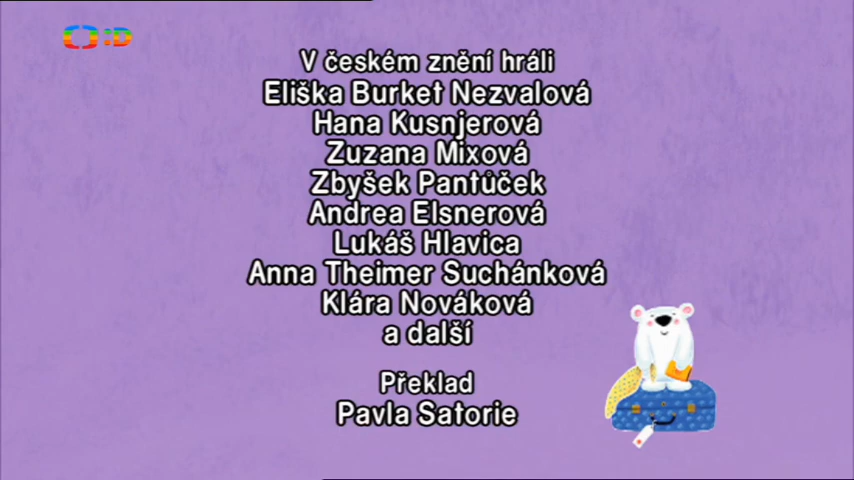 :D
V českém znění hráli
Eliška Burket Nezvalová
Hana Kusnjerová
Zuzana Mixová
Zbyšek Pantůček
Andrea Elsnerová
Lukáš Hlavica
Anna Theimer Suchánková
Klára Nováková
a další
Překlad
Pavla Satorie